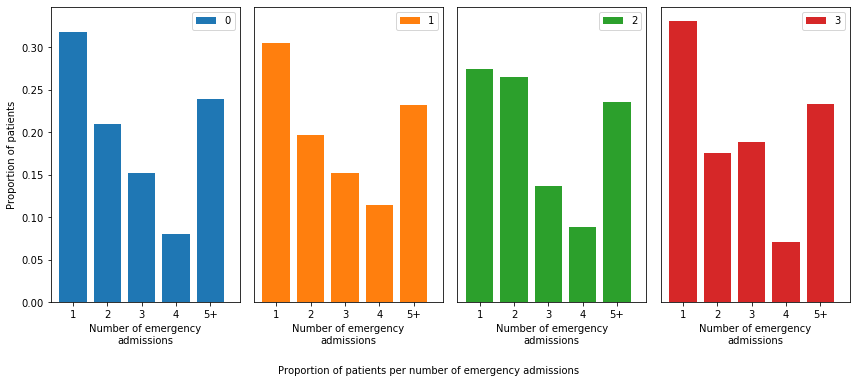 0
1
2
3
0.30
0.25
0.20
0.15
0.10
0.05
0.00
Proportion of patients
1 2 3 4 5+
1 2 3 4 5+
1 2 3 4 5+
1 2 3 4 5+
Number of emergency
admissions
Number of emergency
admissions
Number of emergency
admissions
Number of emergency
admissions
Proportion of patients per number of emergency admissions